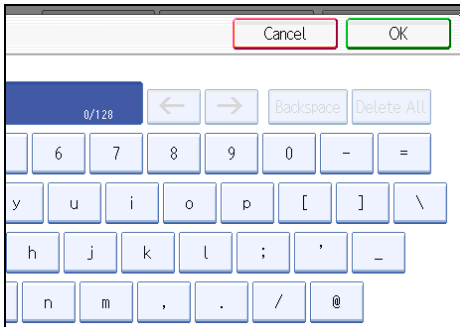 Cancel OK
0/128 ← → Backspace Delete All
6 7 8 9 0 - =
y u i o p [ ] \
h j k l ; ' _
n m , . / @